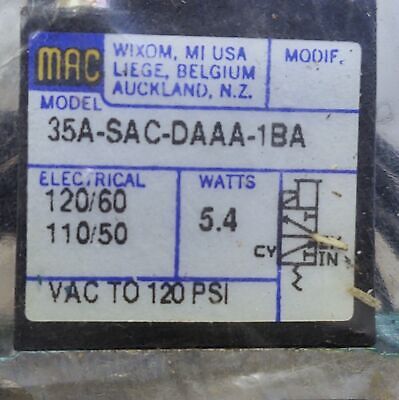 MAC
WIXOM, MI USA
LIEGE, BELGIUM
AUCKLAND, N.Z.
MODIF.
MODEL
35A-SAC-DAAA-1BA
ELECTRICAL
120/60
110/50
WATTS
5.4
CY
IN
VAC TO 120 PSI